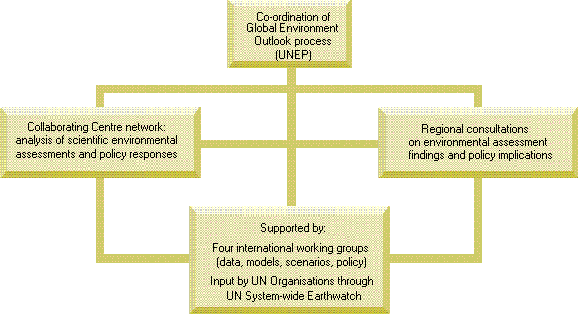 Co-ordination of
Global Environment
Outlook process
(UNEP)
Collaborating Centre network:
analysis of scientific environmental
assessments and policy responses
Regional consultations
on environmental assessment
findings and policy implications
Supported by:
Four international working groups
(data, models, scenarios, policy)
Input by UN Organisations through
UN System-wide Earthwatch